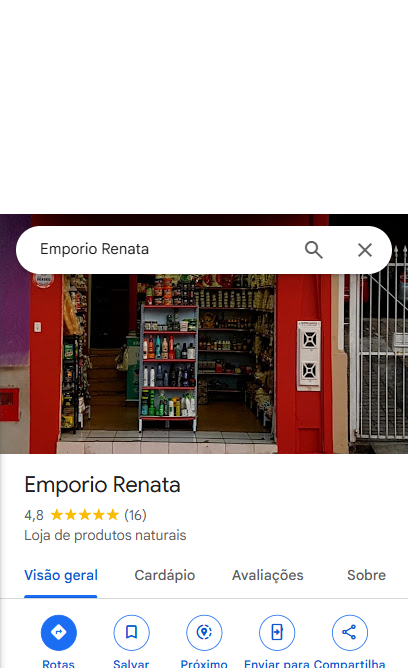 Emporio Renata
Emporio Renata
4,8 (16)
Loja de produtos naturais
Visão geral Cardápio Avaliações Sobre
Rotas Salvar Próximo Enviar para Compartilha